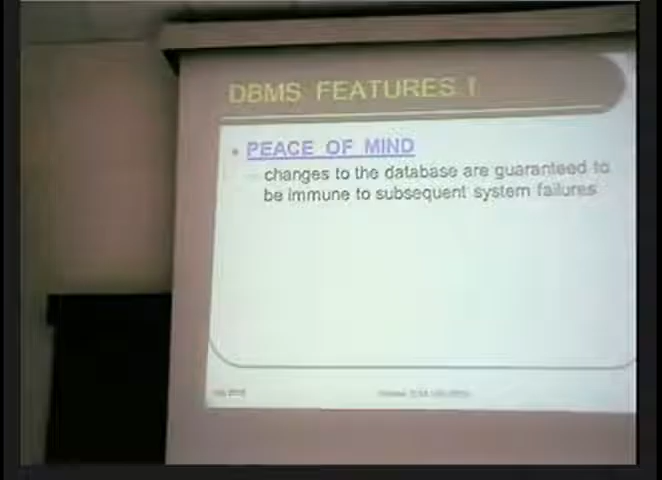 DBMS FEATURES I
• PEACE OF MIND
– changes to the database are guaranteed to
be immune to subsequent system failures